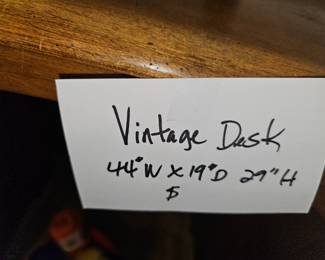 Vintage Desk
44"W X 19"D 29"H
$